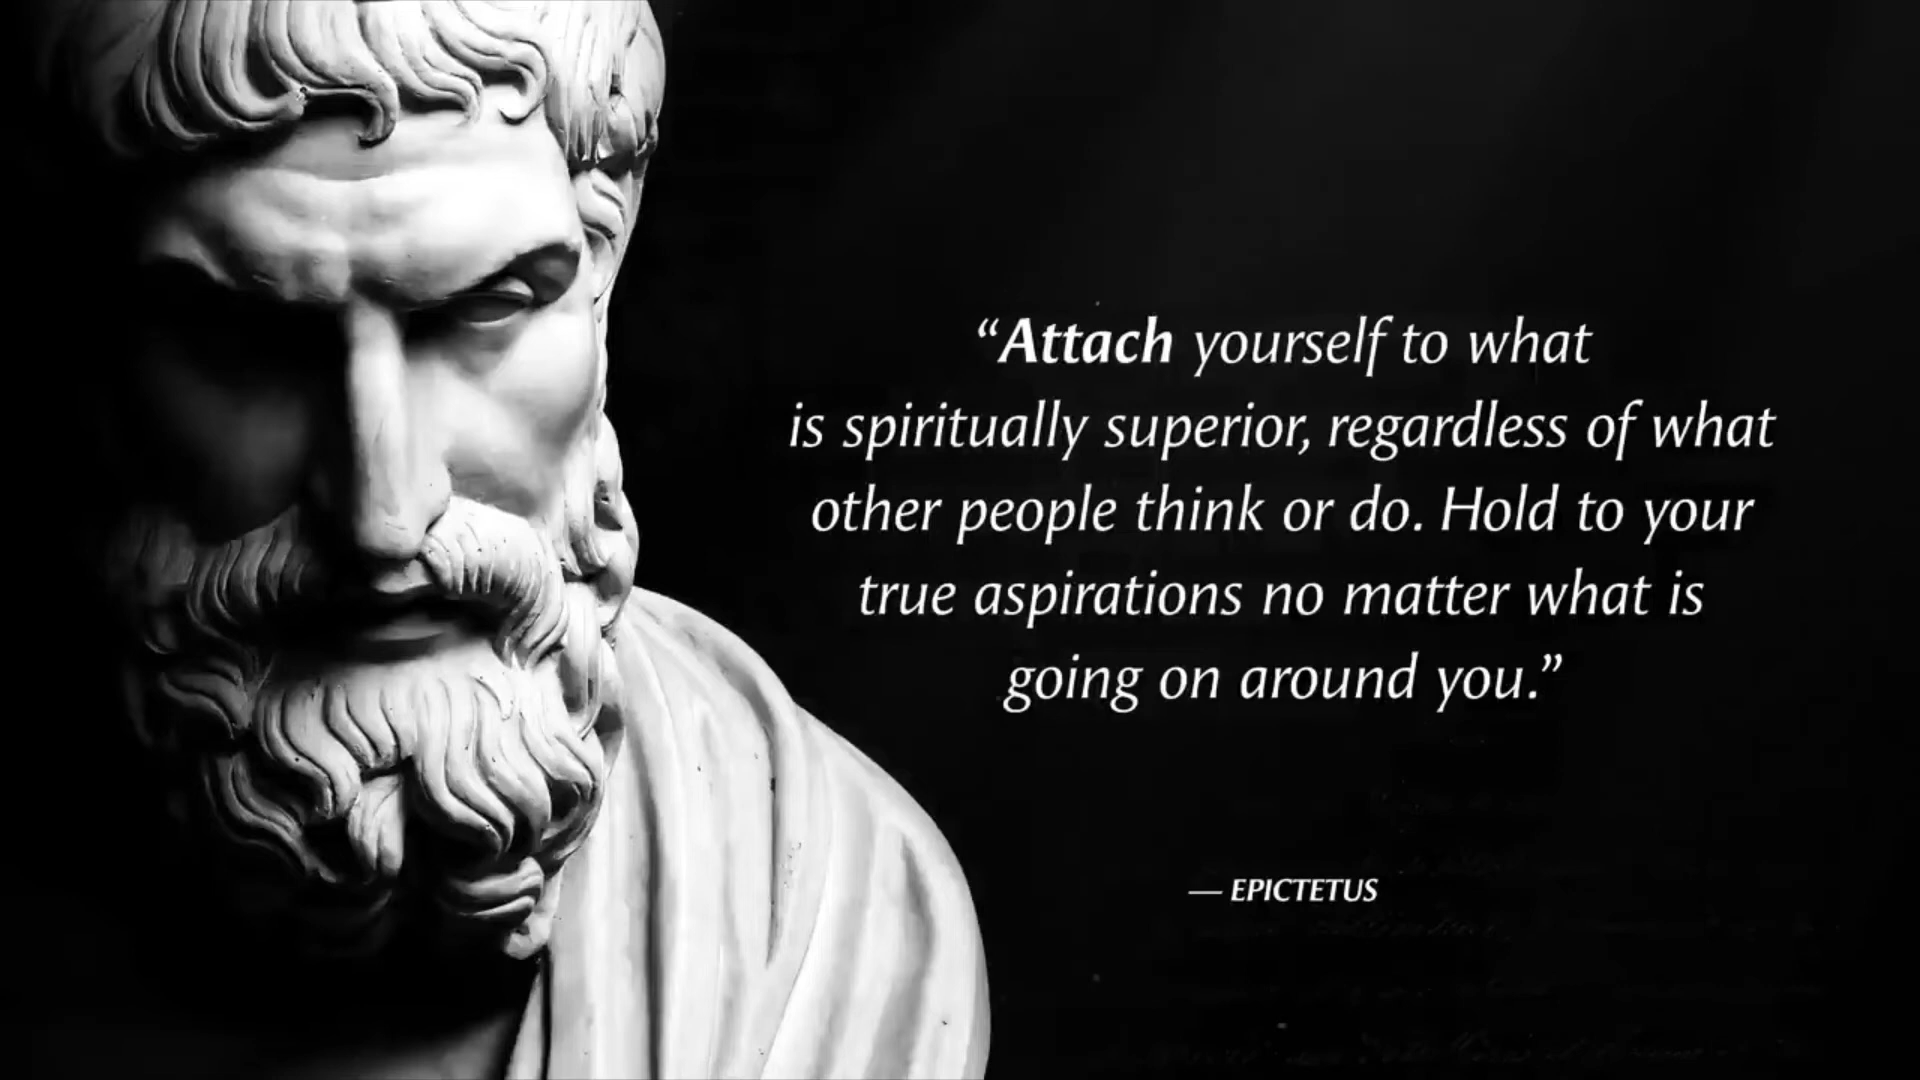 “Attach yourself to what
is spiritually superior, regardless of what
other people think or do. Hold to your
true aspirations no matter what is
going on around you.”
— EPICTETUS